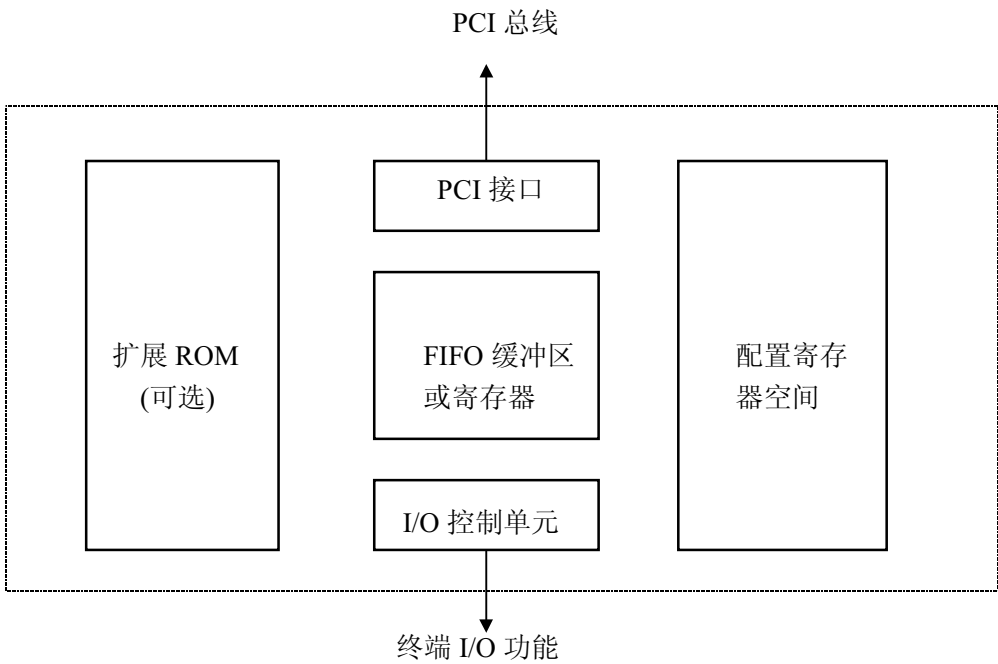 PCI 总线
PCI 接口
扩展 ROM
(可选)
FIFO 缓冲区
或寄存器
配置寄存
器空间
I/O 控制单元
终端 I/O 功能